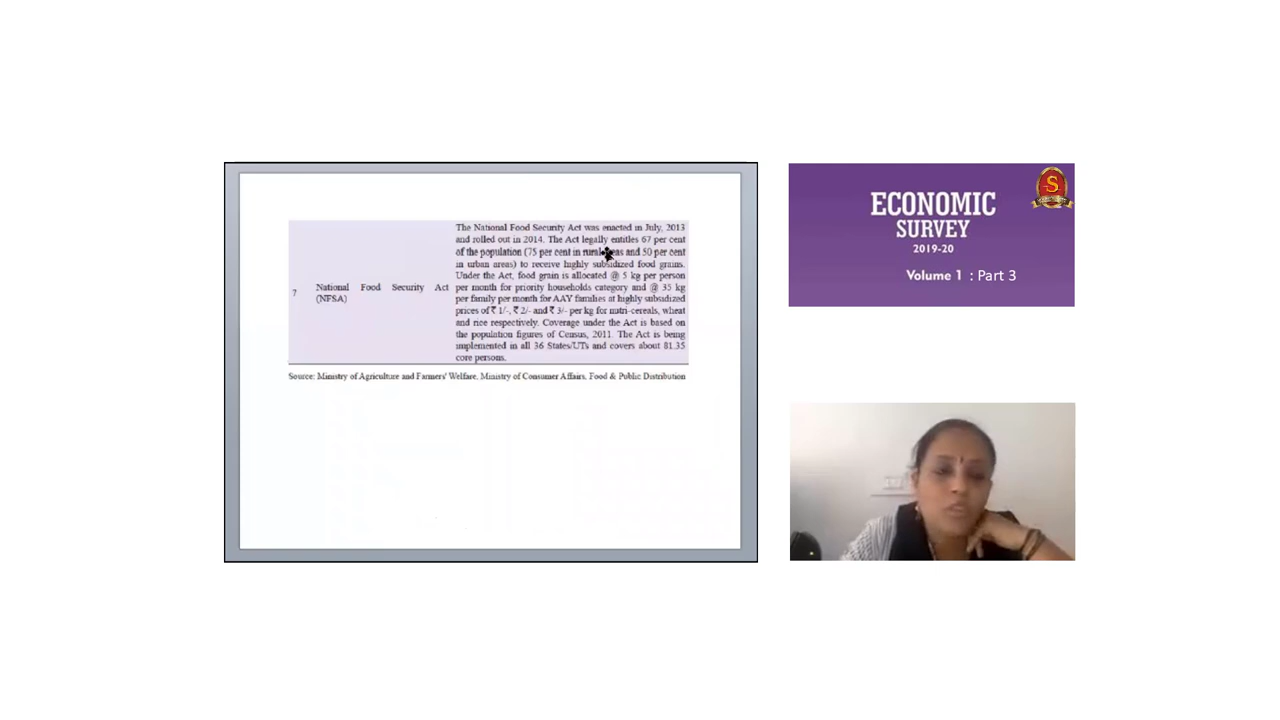 The National Food Security Act was enacted in July, 2013
and rolled out in 2014. The Act legally entitles 67 per cent
of the population (75 per cent in rural areas and 50 per cent
in urban areas) to receive highly subsidized food grains.
Under the Act, food grain is allocated @ 5 kg per person
7 National Food Security Act per month for priority households category and @ 35 kg
(NFSA) per family per month for AAY families at highly subsidized
prices of ₹ 1/-, ₹ 2/- and ₹ 3/- per kg for nutri-cereals, wheat
and rice respectively. Coverage under the Act is based on
the population figures of Census, 2011. The Act is being
implemented in all 36 States/UTs and covers about 81.35
core persons.
Source: Ministry of Agriculture and Farmers' Welfare, Ministry of Consumer Affairs, Food & Public Distribution
S
ECONOMIC
SURVEY
2019-20
Volume 1 : Part 3